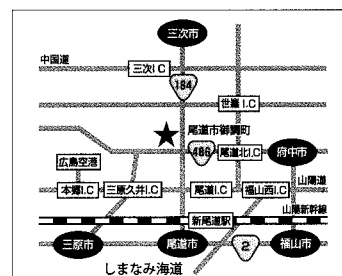 三次市
中国道
三次I.C
184
世羅I.C
尾道市御調町
486
尾道北I.C
府中市
広島空港
本郷I.C
三原久井I.C
尾道I.C
福山西I.C
山陽道
山陽新幹線
新尾道駅
三原市
尾道市
2
福山市
しまなみ海道